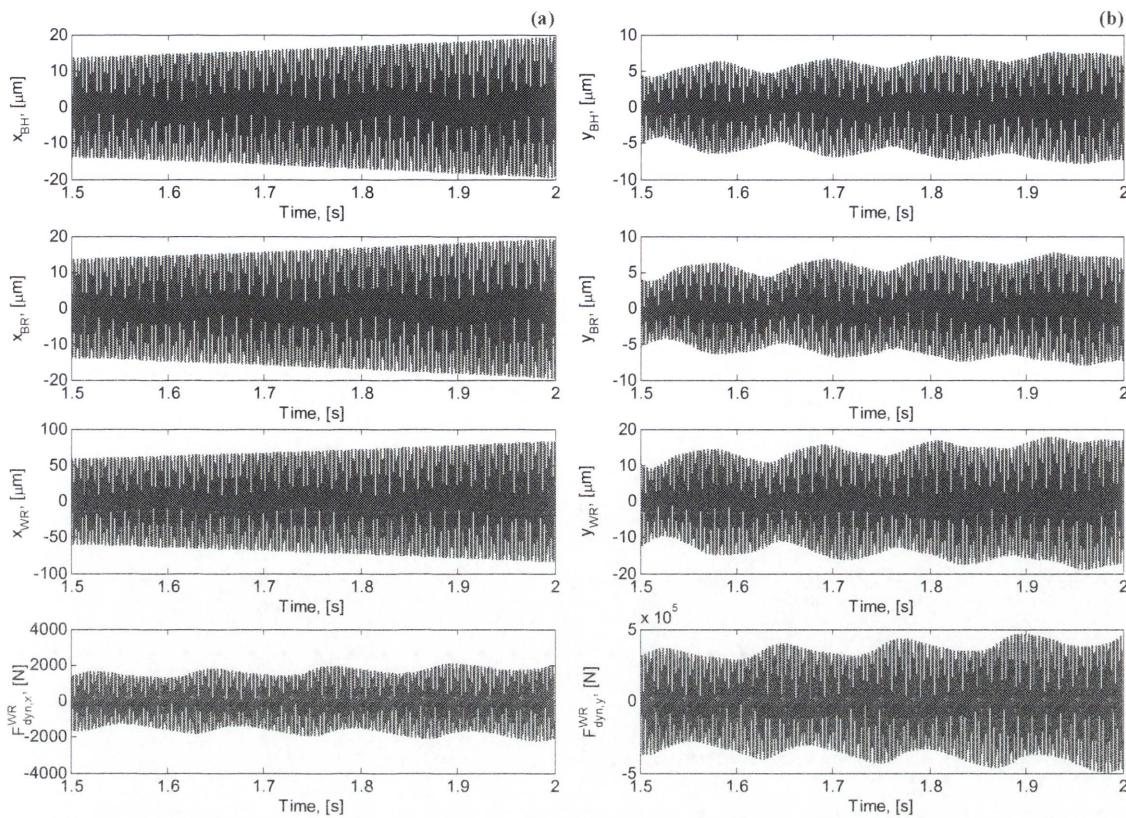 (a)
20
10
0
-10
-20
x_BH, [μm]
1.5 1.6 1.7 1.8 1.9 2
Time, [s]
20
10
0
-10
-20
x_BR, [μm]
1.5 1.6 1.7 1.8 1.9 2
Time, [s]
100
50
0
-50
-100
x_WR, [μm]
1.5 1.6 1.7 1.8 1.9 2
Time, [s]
4000
2000
0
-2000
-4000
F^WR_dyn,x, [N]
1.5 1.6 1.7 1.8 1.9 2
Time, [s]
(b)
10
5
0
-5
-10
y_BH, [μm]
1.5 1.6 1.7 1.8 1.9 2
Time, [s]
10
5
0
-5
-10
y_BR, [μm]
1.5 1.6 1.7 1.8 1.9 2
Time, [s]
20
10
0
-10
-20
y_WR, [μm]
1.5 1.6 1.7 1.8 1.9 2
Time, [s]
x 10^5
5
0
-5
F^WR_dyn,y, [N]
1.5 1.6 1.7 1.8 1.9 2
Time, [s]